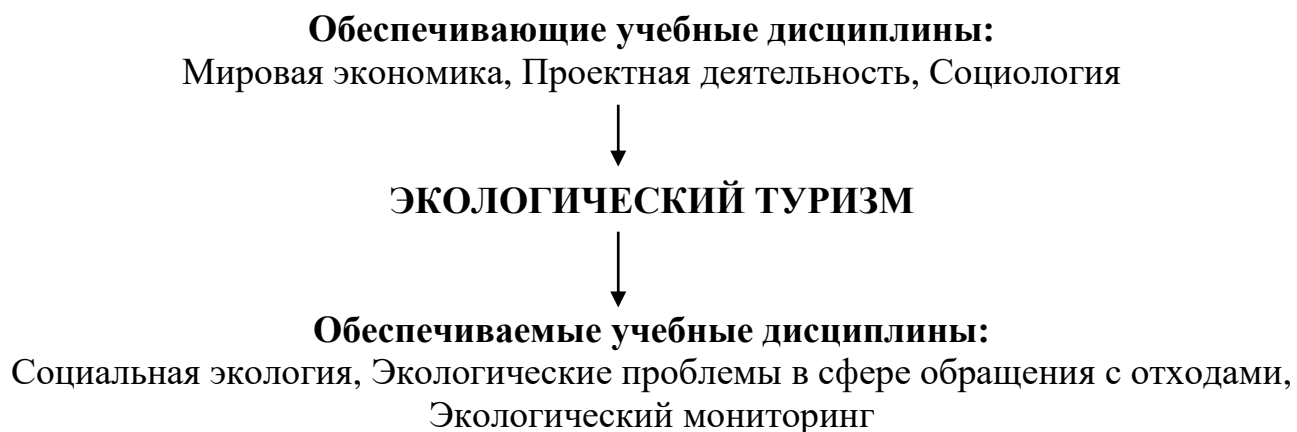 Обеспечивающие учебные дисциплины:
Мировая экономика, Проектная деятельность, Социология
ЭКОЛОГИЧЕСКИЙ ТУРИЗМ
Обеспечиваемые учебные дисциплины:
Социальная экология, Экологические проблемы в сфере обращения с отходами,
Экологический мониторинг